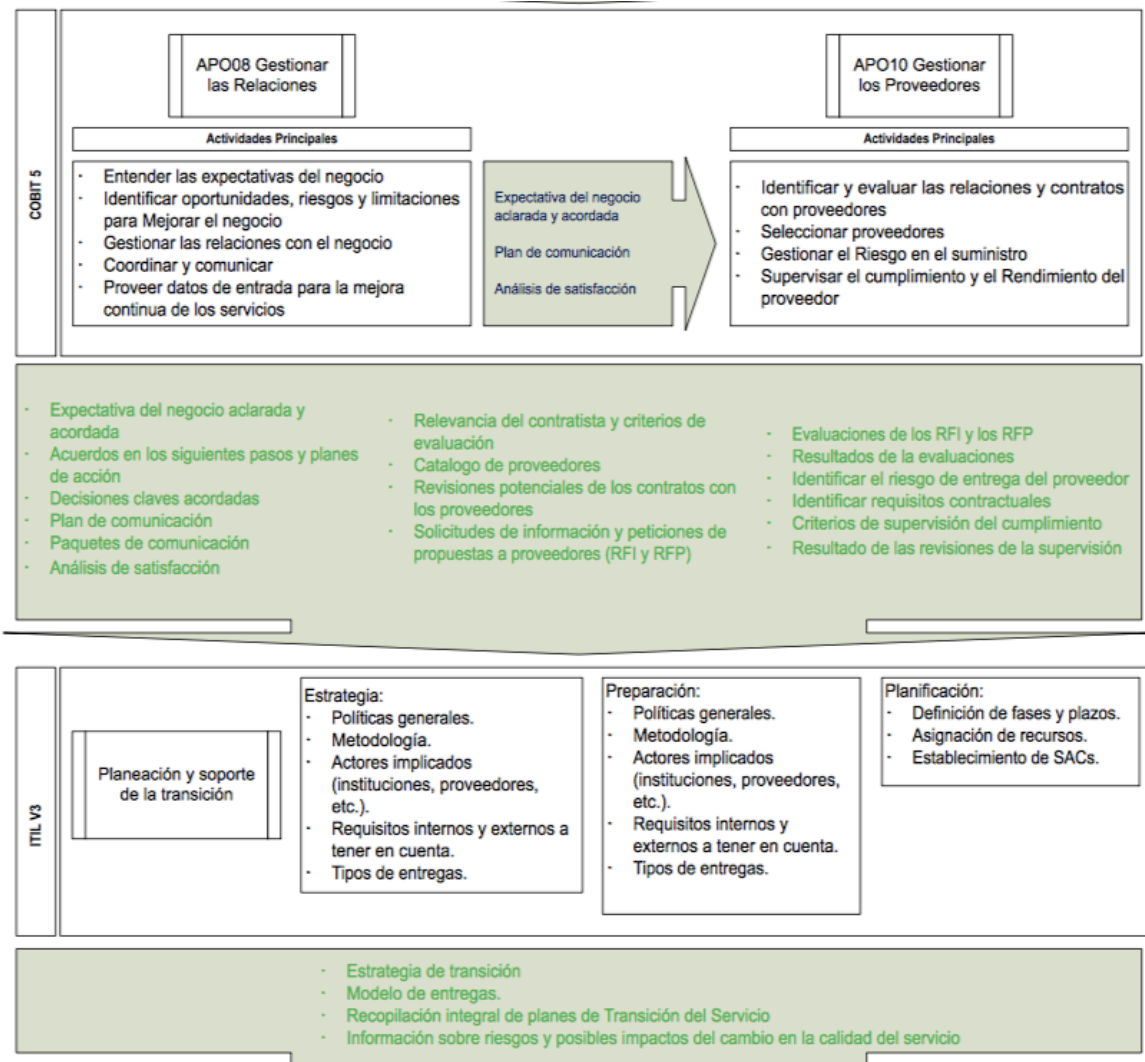 COBIT 5
APO08 Gestionar
las Relaciones
Actividades Principales
- Entender las expectativas del negocio
- Identificar oportunidades, riesgos y limitaciones
para Mejorar el negocio
- Gestionar las relaciones con el negocio
- Coordinar y comunicar
- Proveer datos de entrada para la mejora
continua de los servicios
Expectativa del negocio
aclarada y acordada
Plan de comunicación
Análisis de satisfacción
APO10 Gestionar
los Proveedores
Actividades Principales
- Identificar y evaluar las relaciones y contratos
con proveedores
- Seleccionar proveedores
- Gestionar el Riesgo en el suministro
- Supervisar el cumplimiento y el Rendimiento del
proveedor
- Expectativa del negocio aclarada y
acordada
- Acuerdos en los siguientes pasos y planes
de acción
- Decisiones claves acordadas
- Plan de comunicación
- Paquetes de comunicación
- Análisis de satisfacción
- Relevancia del contratista y criterios de
evaluación
- Catalogo de proveedores
- Revisiones potenciales de los contratos con
los proveedores
- Solicitudes de información y peticiones de
propuestas a proveedores (RFI y RFP)
- Evaluaciones de los RFI y los RFP
- Resultados de la evaluaciones
- Identificar el riesgo de entrega del proveedor
- Identificar requisitos contractuales
- Criterios de supervisión del cumplimiento
- Resultado de las revisiones de la supervisión
ITIL V3
Planeación y soporte
de la transición
Estrategia:
- Políticas generales.
- Metodología.
- Actores implicados
(instituciones, proveedores,
etc.).
- Requisitos internos y externos a
tener en cuenta.
- Tipos de entregas.
Preparación:
- Políticas generales.
- Metodología.
- Actores implicados
(instituciones, proveedores,
etc.).
- Requisitos internos y
externos a tener en cuenta.
- Tipos de entregas.
Planificación:
- Definición de fases y plazos.
- Asignación de recursos.
- Establecimiento de SACs.
- Estrategia de transición
- Modelo de entregas.
- Recopilación integral de planes de Transición del Servicio
- Información sobre riesgos y posibles impactos del cambio en la calidad del servicio